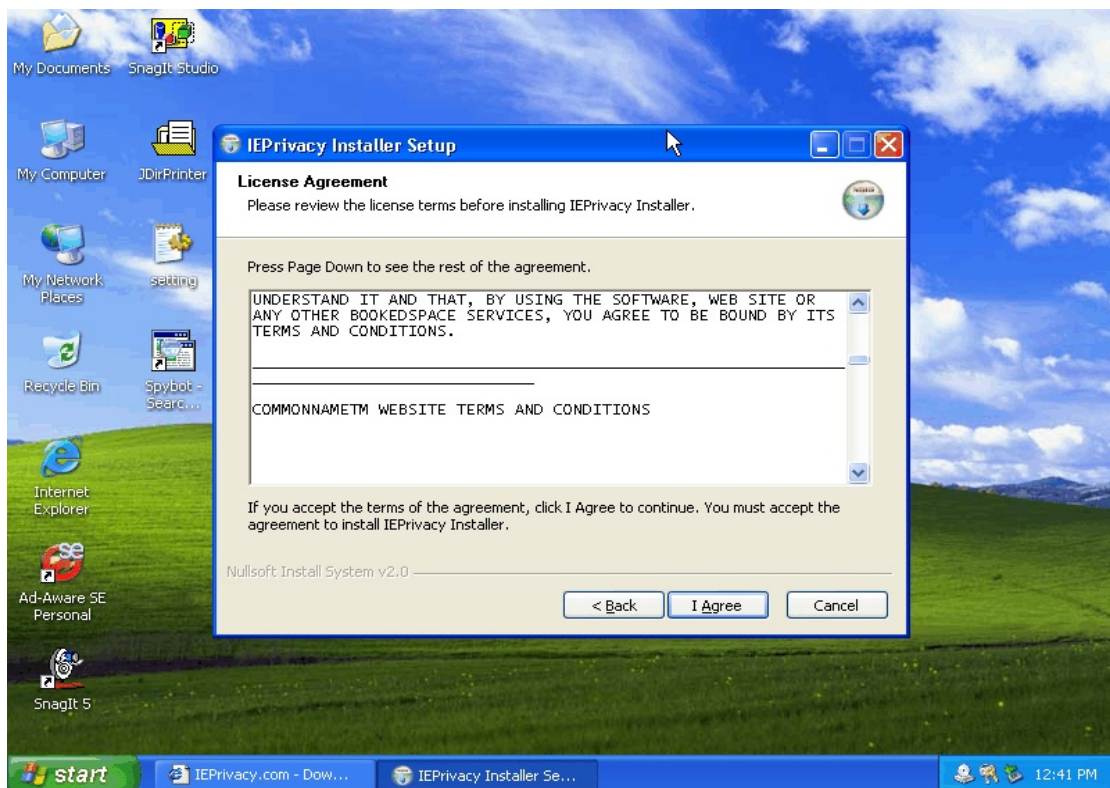 My Documents
SnagIt Studio
My Computer
JDirPrinter
My Network
Places
setting
Recycle Bin
Spybot -
Searc...
Internet
Explorer
Ad-Aware SE
Personal
SnagIt 5
IEPrivacy Installer Setup
License Agreement
Please review the license terms before installing IEPrivacy Installer.
Press Page Down to see the rest of the agreement.
UNDERSTAND IT AND THAT, BY USING THE SOFTWARE, WEB SITE OR
ANY OTHER BOOKEDSPACE SERVICES, YOU AGREE TO BE BOUND BY ITS
TERMS AND CONDITIONS.
COMMONNAMETM WEBSITE TERMS AND CONDITIONS
If you accept the terms of the agreement, click I Agree to continue. You must accept the
agreement to install IEPrivacy Installer.
Nullsoft Install System v2.0
< Back
I Agree
Cancel
start
IEPrivacy.com - Dow...
IEPrivacy Installer Se...
12:41 PM